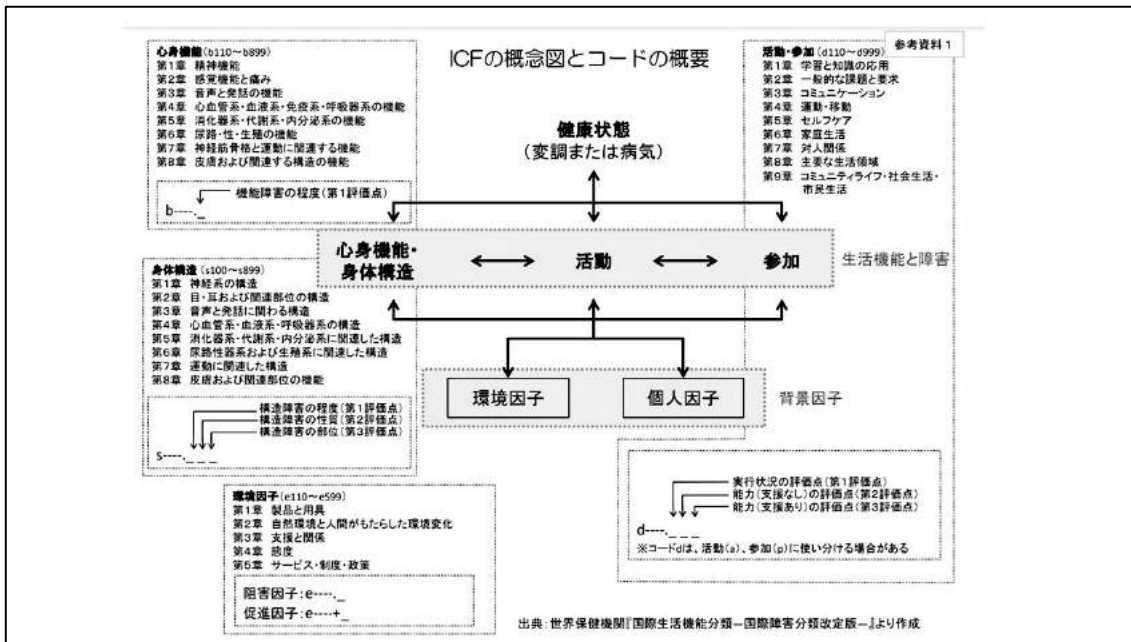 参考資料1
ICFの概念図とコードの概要
心身機能(b110～b899)
第1章 精神機能
第2章 感覚機能と痛み
第3章 音声と発話の機能
第4章 心血管系・血液系・免疫系・呼吸器系の機能
第5章 消化器系・代謝系・内分泌系の機能
第6章 尿路・性・生殖の機能
第7章 神経筋骨格と運動に関連する機能
第8章 皮膚および関連する構造の機能
機能障害の程度(第1評価点)
b----._
活動・参加(d110～d999)
第1章 学習と知識の応用
第2章 一般的な課題と要求
第3章 コミュニケーション
第4章 運動・移動
第5章 セルフケア
第6章 家庭生活
第7章 対人関係
第8章 主要な生活領域
第9章 コミュニティライフ・社会生活・
市民生活
健康状態
(変調または病気)
心身機能・
身体構造
活動
参加
生活機能と障害
身体構造(s100～s899)
第1章 神経系の構造
第2章 目・耳および関連部位の構造
第3章 音声と発話に関わる構造
第4章 心血管系・血液系・呼吸器系の構造
第5章 消化器系・代謝系・内分泌系に関連した構造
第6章 尿路性器系および生殖系に関連した構造
第7章 運動に関連した構造
第8章 皮膚および関連部位の機能
構造障害の程度(第1評価点)
構造障害の性質(第2評価点)
構造障害の部位(第3評価点)
s----._ _ _
環境因子
個人因子
背景因子
実行状況の評価点(第1評価点)
能力(支援なし)の評価点(第2評価点)
能力(支援あり)の評価点(第3評価点)
d----._ _ _
※コードdは、活動(a)、参加(p)に使い分ける場合がある
環境因子(e110～e599)
第1章 製品と用具
第2章 自然環境と人間がもたらした環境変化
第3章 支援と関係
第4章 態度
第5章 サービス・制度・政策
阻害因子:e----._
促進因子:e----+_
出典:世界保健機関『国際生活機能分類－国際障害分類改定版－』より作成